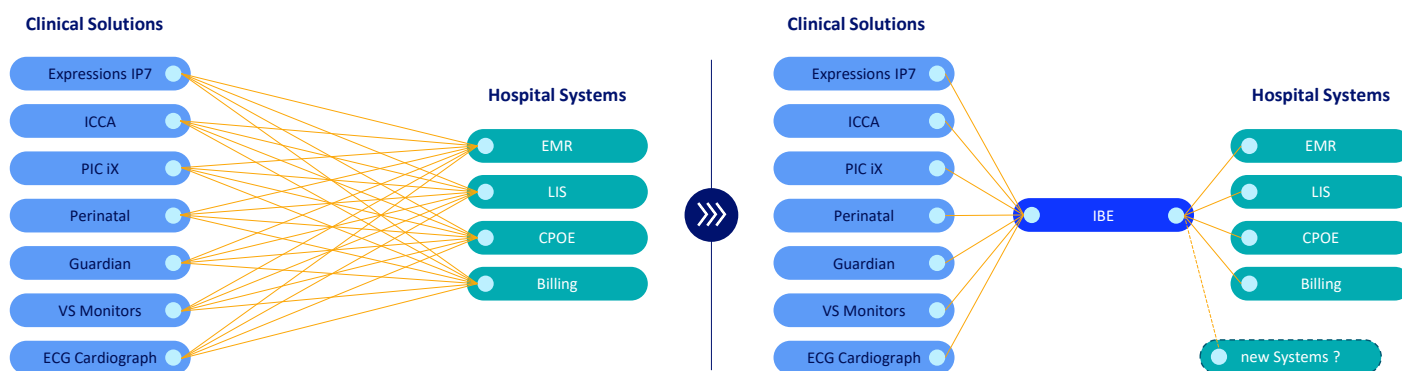 Clinical Solutions
Expressions IP7
ICCA
PIC iX
Perinatal
Guardian
VS Monitors
ECG Cardiograph
Hospital Systems
EMR
LIS
CPOE
Billing
Clinical Solutions
Expressions IP7
ICCA
PIC iX
Perinatal
Guardian
VS Monitors
ECG Cardiograph
IBE
Hospital Systems
EMR
LIS
CPOE
Billing
new Systems ?